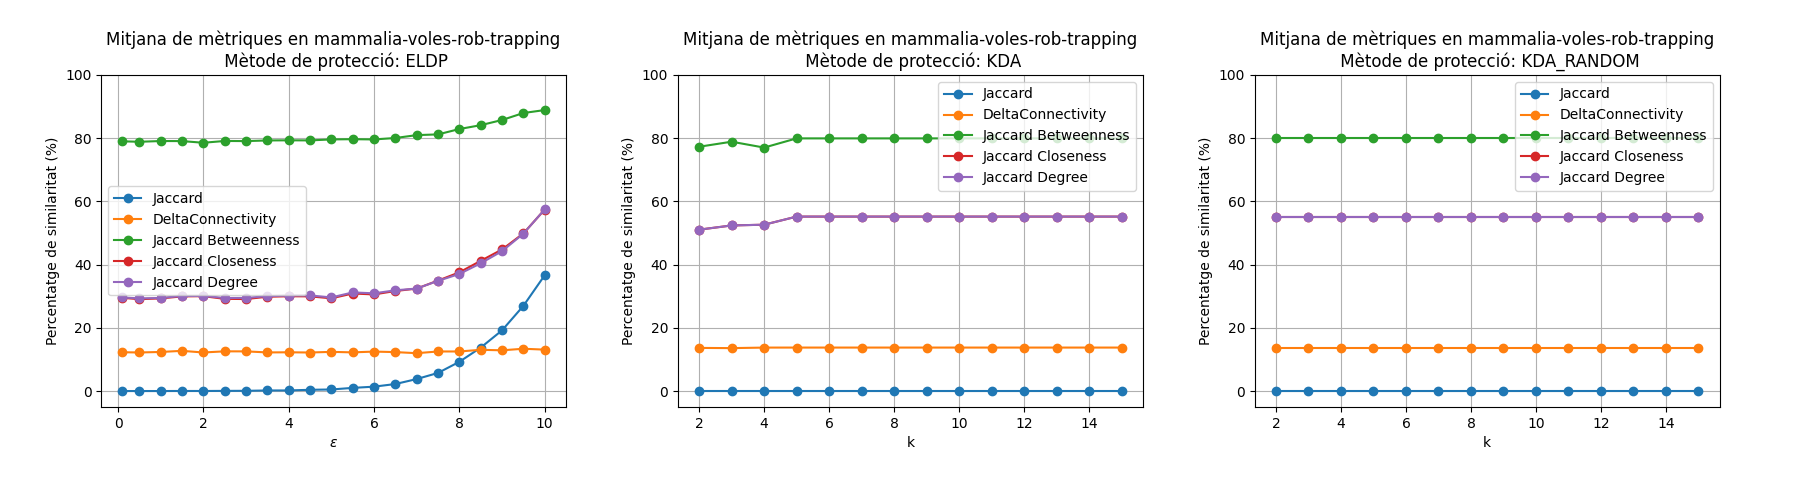 Mitjana de mètriques en mammalia-voles-rob-trapping
Mètode de protecció: ELDP
100
80
60
40
20
0
Percentatge de similaritat (%)
Jaccard
DeltaConnectivity
Jaccard Betweenness
Jaccard Closeness
Jaccard Degree
0 2 4 6 8 10
ε
Mitjana de mètriques en mammalia-voles-rob-trapping
Mètode de protecció: KDA
100
80
60
40
20
0
Percentatge de similaritat (%)
Jaccard
DeltaConnectivity
Jaccard Betweenness
Jaccard Closeness
Jaccard Degree
2 4 6 8 10 12 14
k
Mitjana de mètriques en mammalia-voles-rob-trapping
Mètode de protecció: KDA_RANDOM
100
80
60
40
20
0
Percentatge de similaritat (%)
Jaccard
DeltaConnectivity
Jaccard Betweenness
Jaccard Closeness
Jaccard Degree
2 4 6 8 10 12 14
k